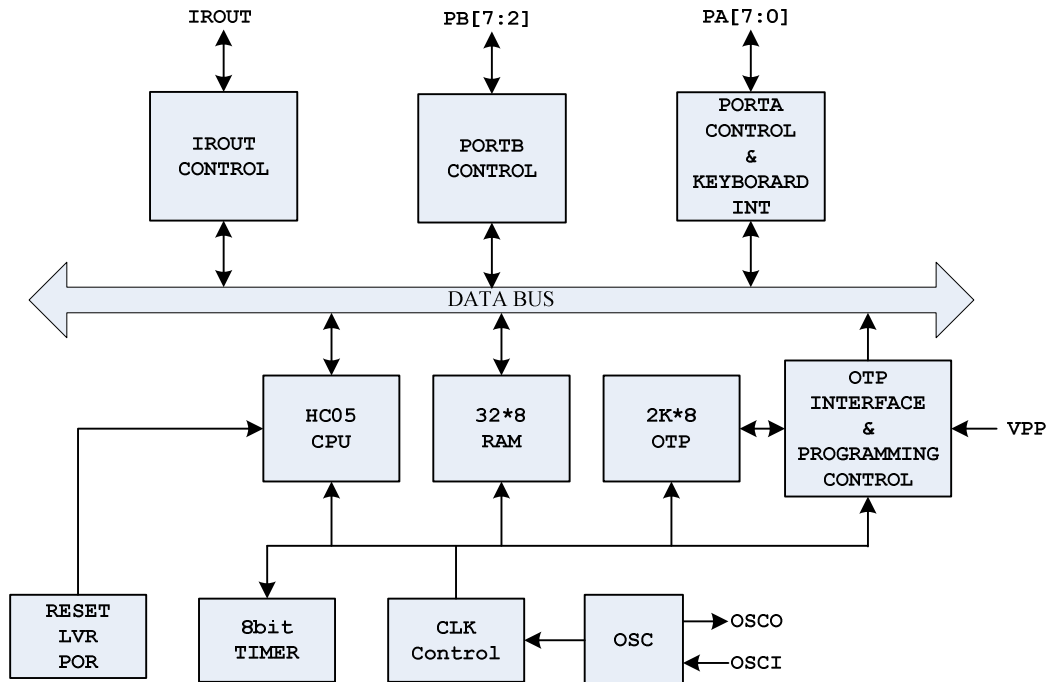 IROUT
PB[7:2]
PA[7:0]
IROUT
CONTROL
PORTB
CONTROL
PORTA
CONTROL
&
KEYBORARD
INT
DATA BUS
HC05
CPU
32*8
RAM
2K*8
OTP
OTP
INTERFACE
&
PROGRAMMING
CONTROL
VPP
RESET
LVR
POR
8bit
TIMER
CLK
Control
OSC
OSCO
OSCI